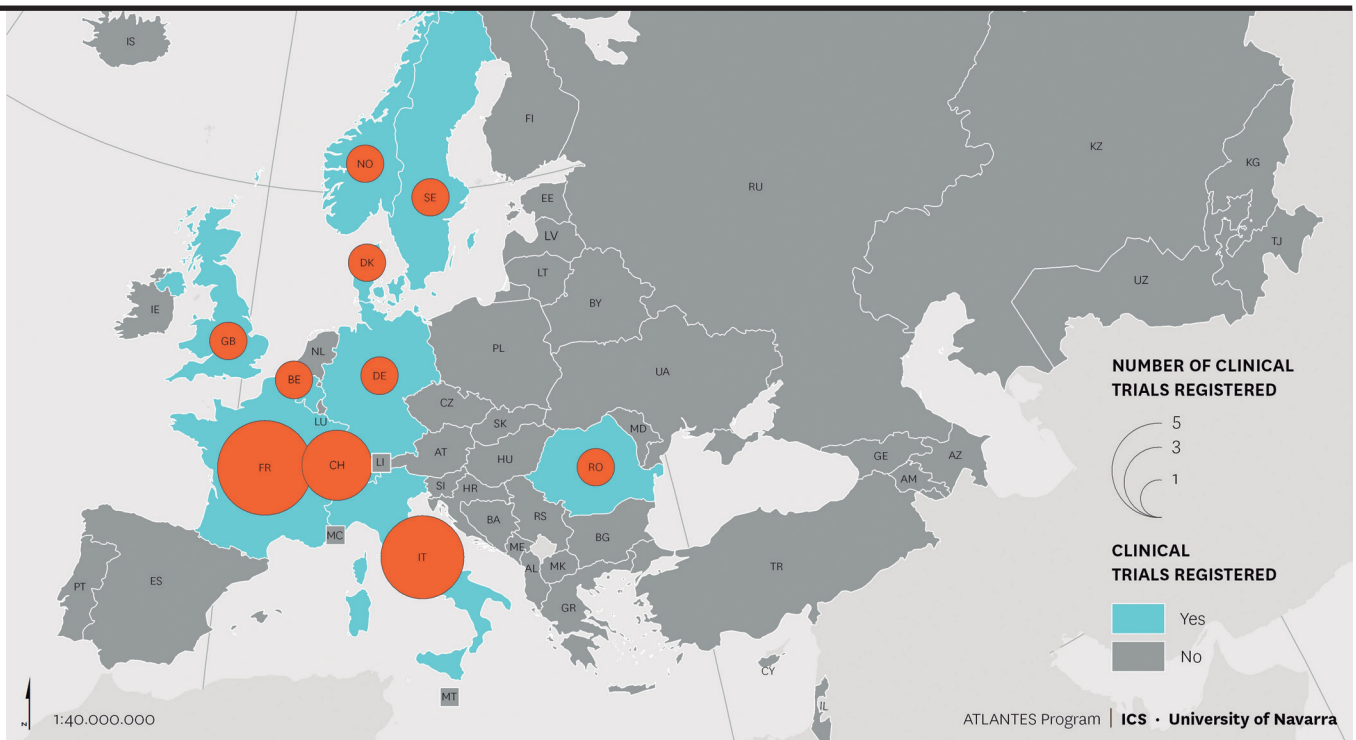 IS
FI
NO
SE
RU
KZ
KG
EE
LV
LT
DK
TJ
UZ
BY
IE
GB
NL
PL
BE
DE
UA
CZ
LU
SK
MD
FR
CH
LI
AT
HU
RO
SI
HR
GE
AZ
AM
BA
RS
MC
BG
ME
IT
AL
MK
TR
PT
ES
GR
CY
MT
IL
NUMBER OF CLINICAL
TRIALS REGISTERED
5
3
1
CLINICAL
TRIALS REGISTERED
Yes
No
N
1:40.000.000
ATLANTES Program | ICS · University of Navarra